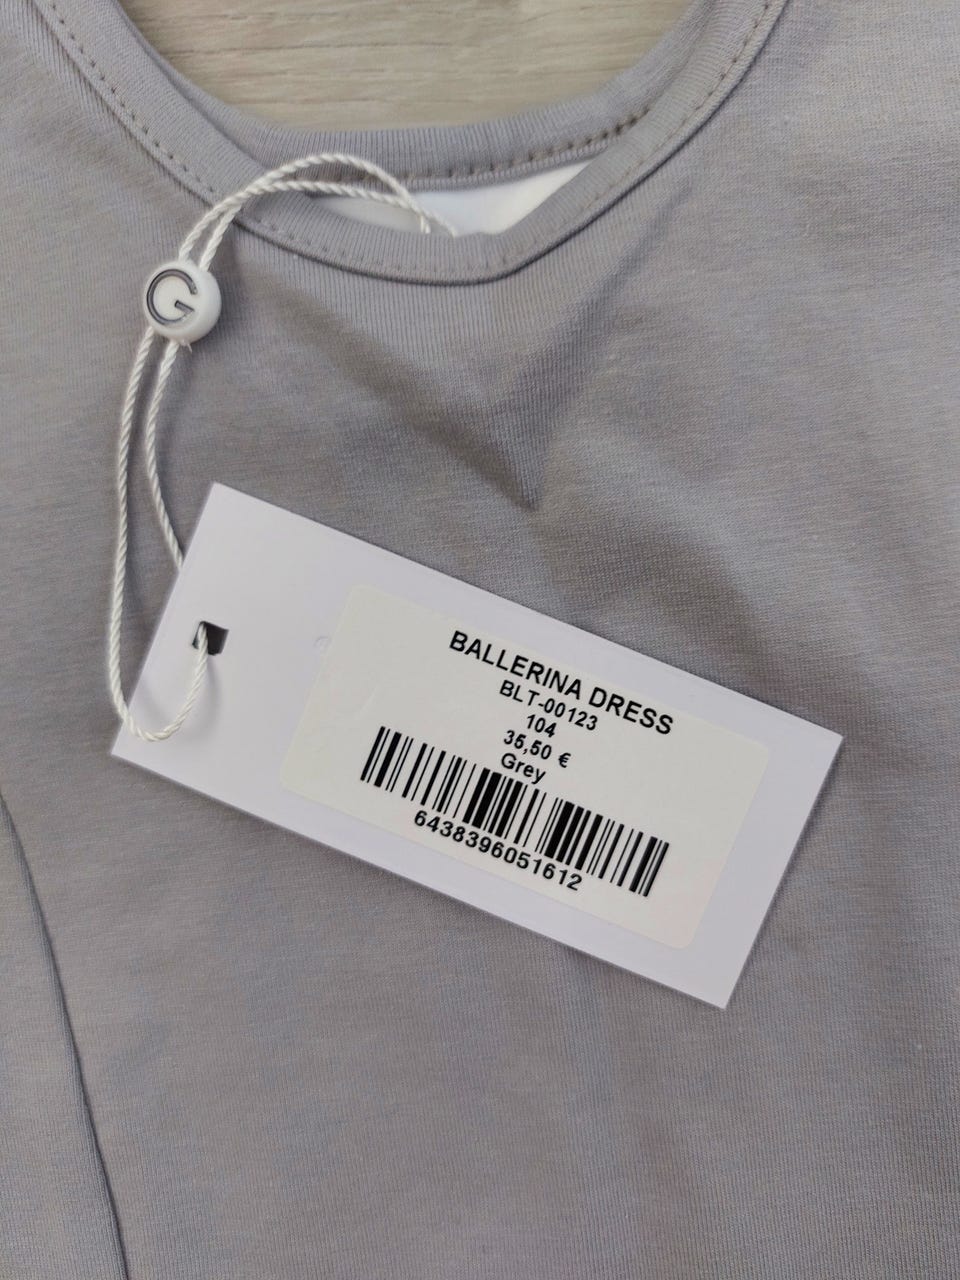 G
BALLERINA DRESS
BLT-00123
104
35,50 €
Grey
6438396051612